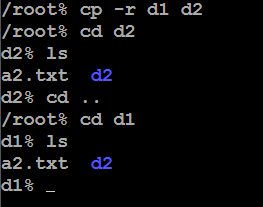 /root% cp -r d1 d2
/root% cd d2
d2% ls
a2.txt  d2
d2% cd ..
/root% cd d1
d1% ls
a2.txt  d2
d1% _